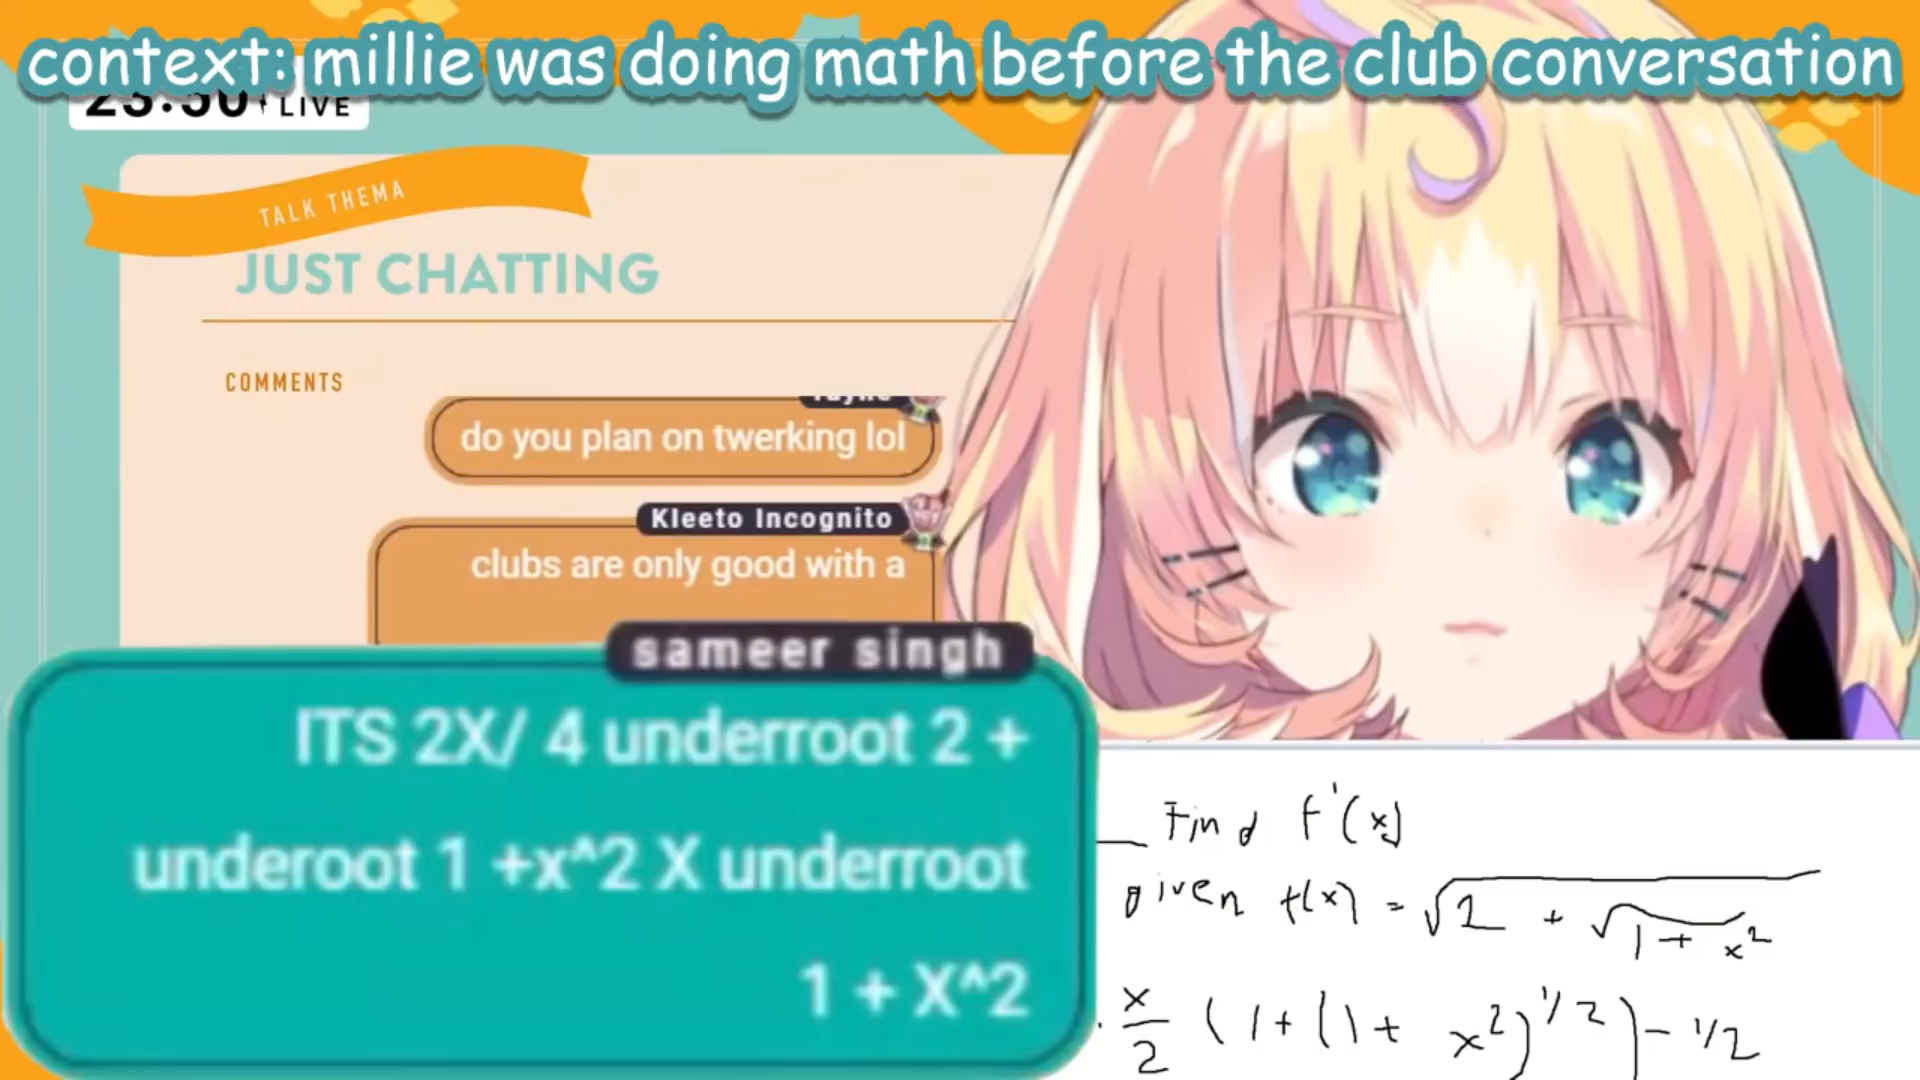 context: millie was doing math before the club conversation
23:50 LIVE
TALK THEMA
JUST CHATTING
COMMENTS
do you plan on twerking lol
Kleeto Incognito
clubs are only good with a
sameer singh
ITS 2X/ 4 underroot 2 +
underoot 1 +x^2 X underroot
1 + X^2
Find f'(x)
given f(x) = √2 + √1 + x²
x/2 (1+(1+ x²)^1/2) - 1/2